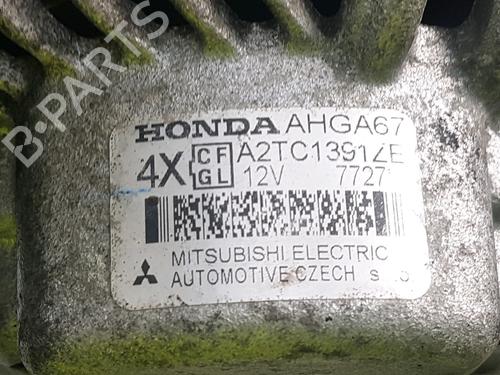 B-PARTS
HONDA AHGA67
4X CF GL A2TC1391ZE
12V 7727
MITSUBISHI ELECTRIC
AUTOMOTIVE CZECH s